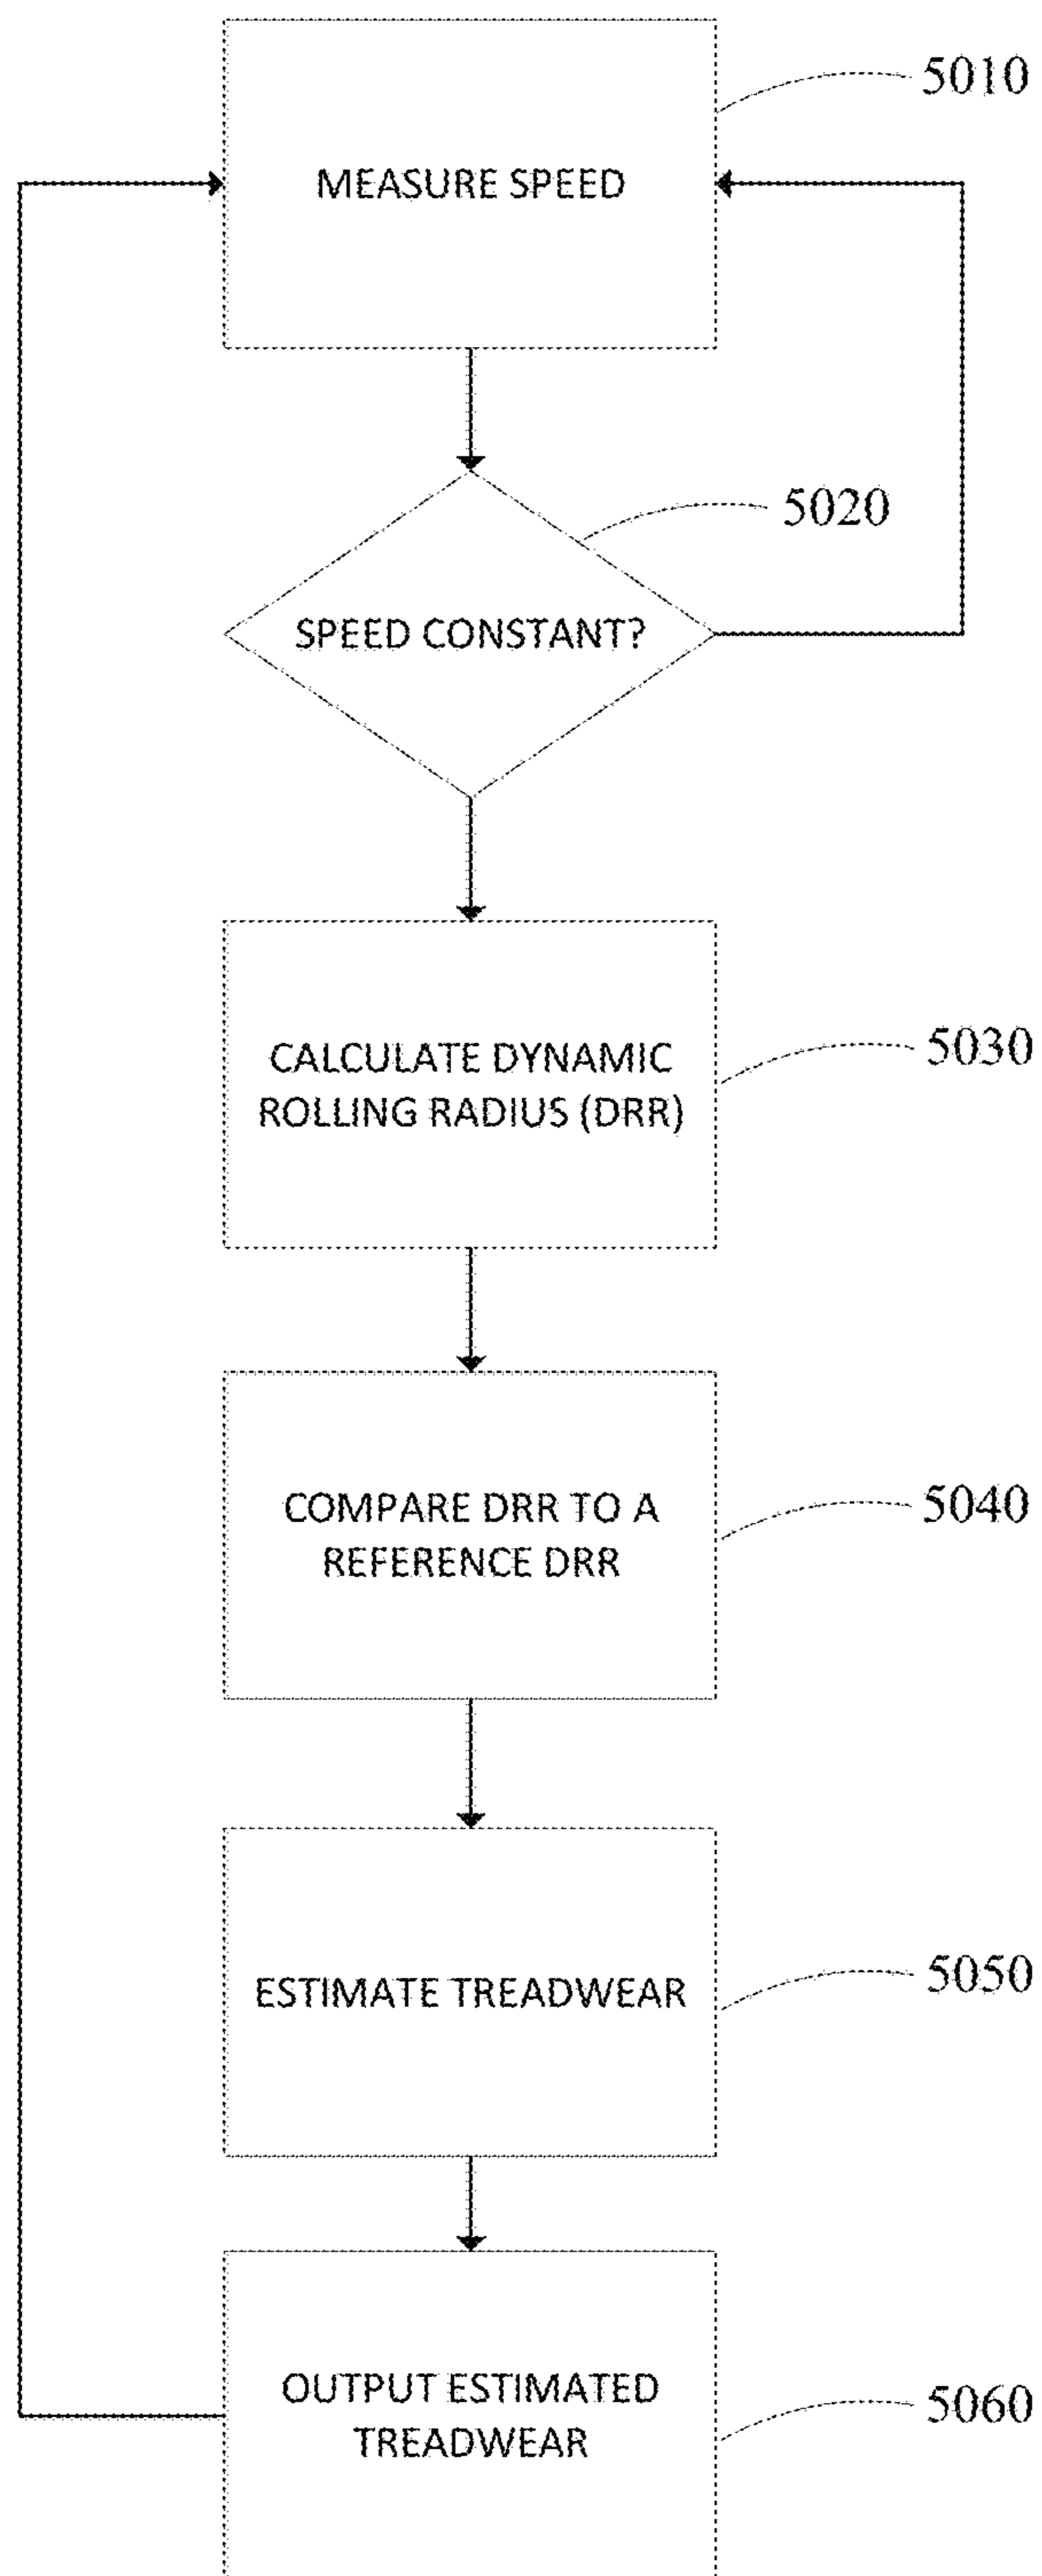 5010
MEASURE SPEED
5020
SPEED CONSTANT?
CALCULATE DYNAMIC
ROLLING RADIUS (DRR)
5030
COMPARE DRR TO A
REFERENCE DRR
5040
ESTIMATE TREADWEAR
5050
OUTPUT ESTIMATED
TREADWEAR
5060